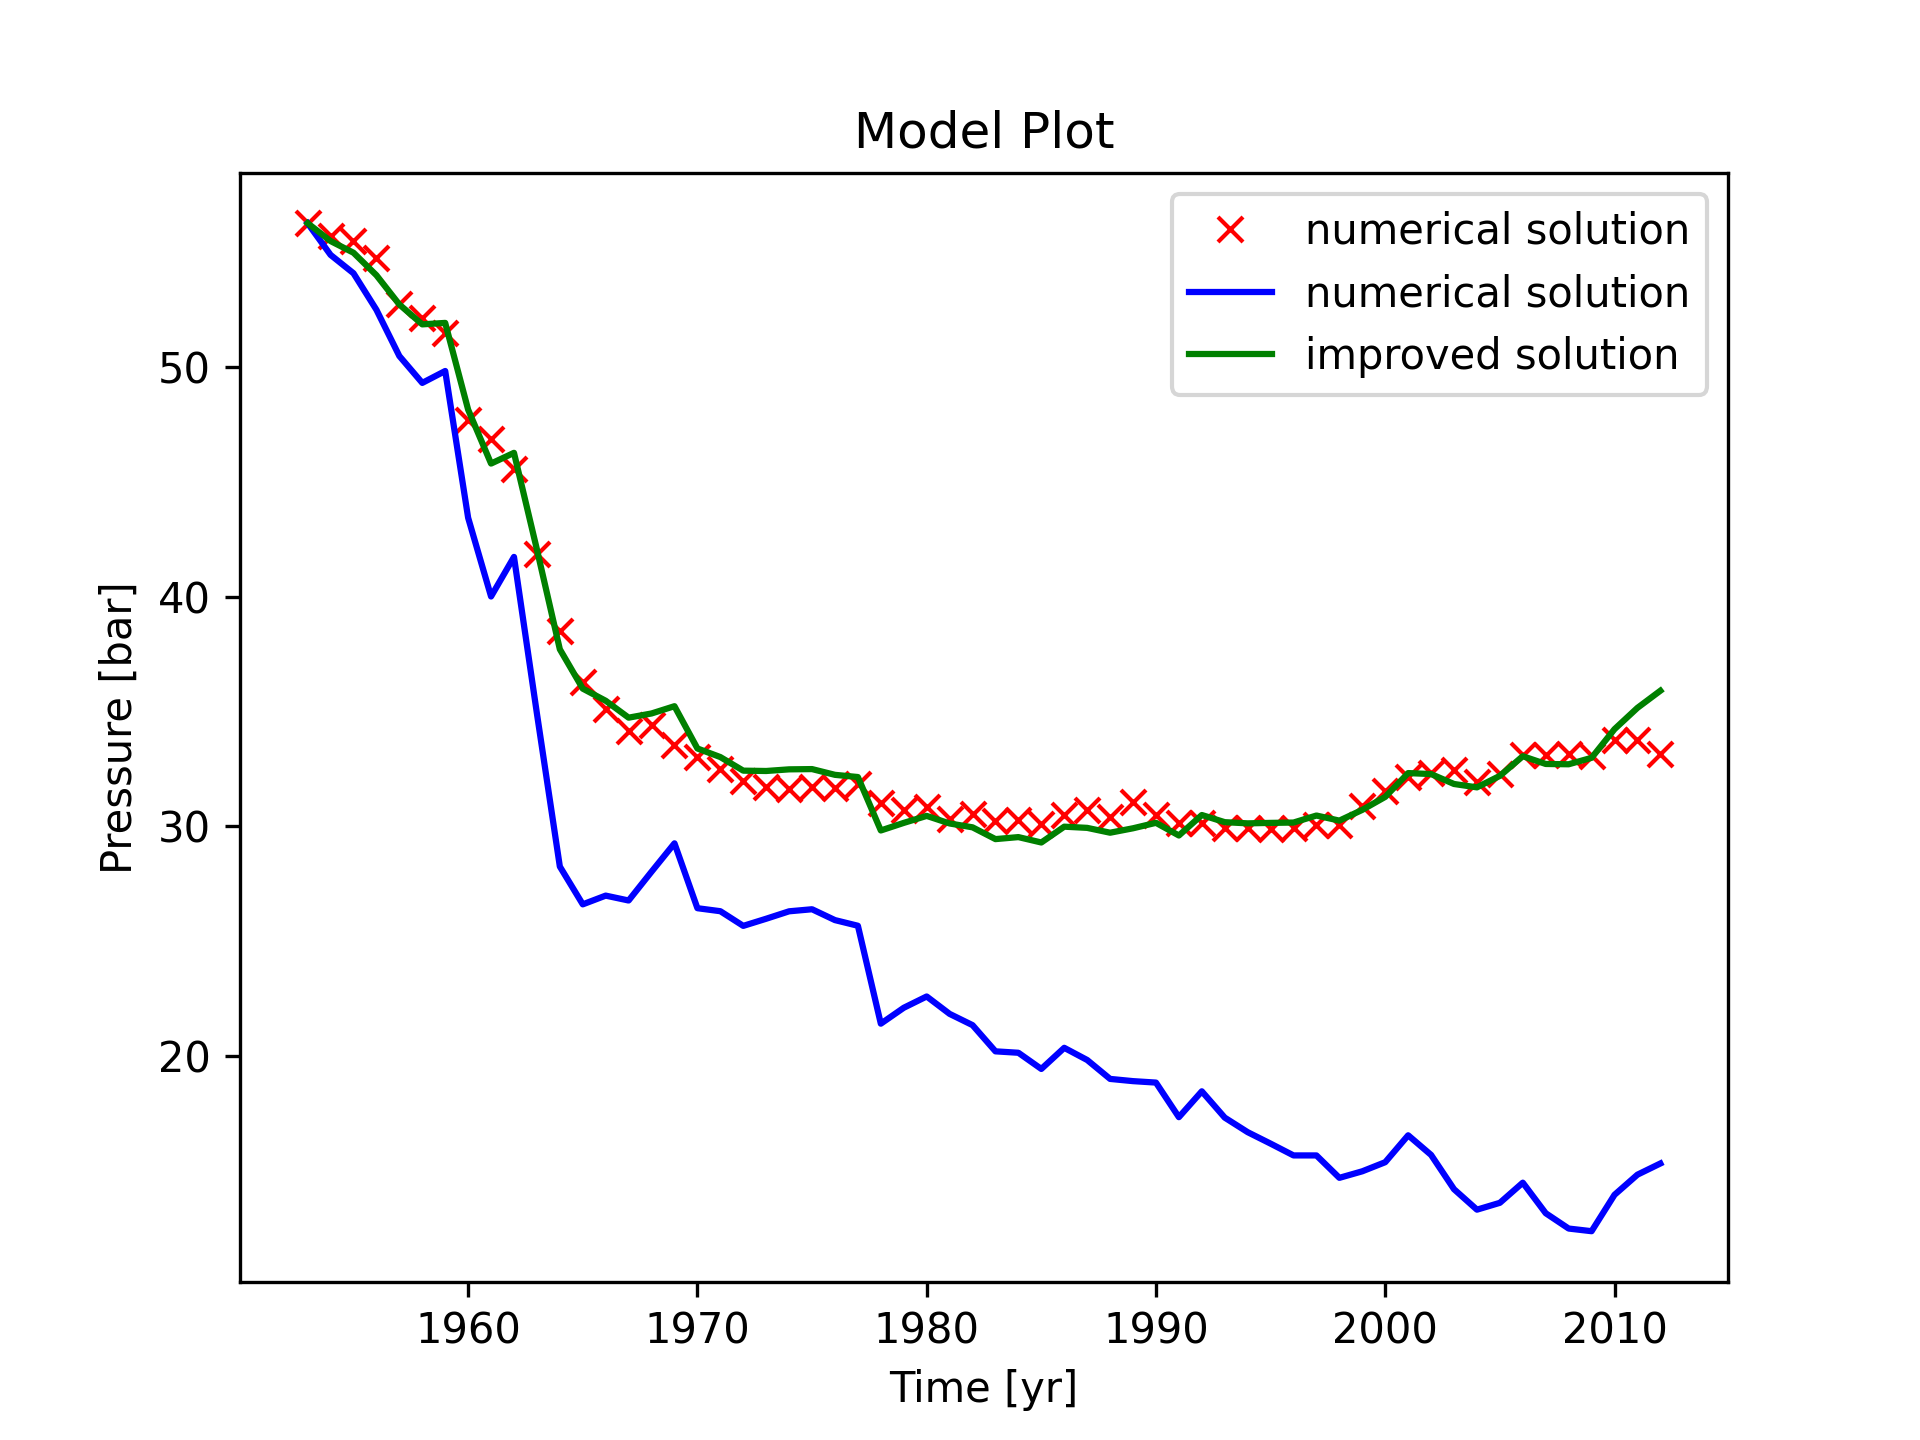 Model Plot
numerical solution
numerical solution
improved solution
50
40
30
20
Pressure [bar]
1960 1970 1980 1990 2000 2010
Time [yr]